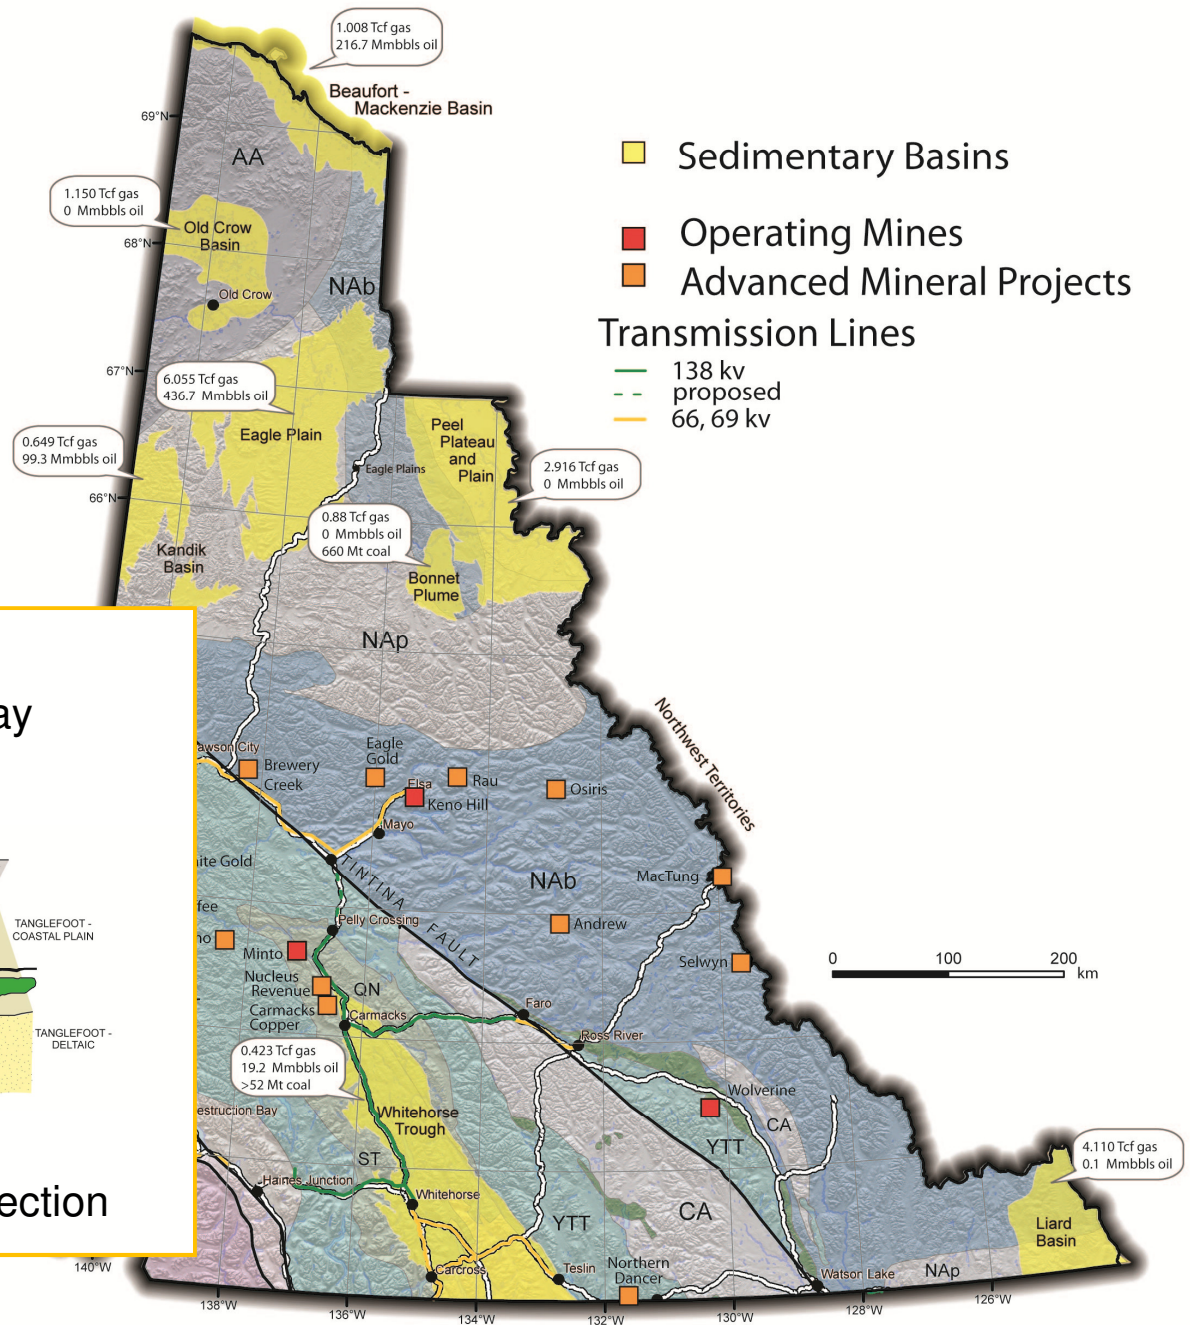 1.008 Tcf gas
216.7 Mmbbls oil
Beaufort -
Mackenzie Basin
69°N
AA
Sedimentary Basins
1.150 Tcf gas
0 Mmbbls oil
Old Crow
Basin
68°N
Operating Mines
Advanced Mineral Projects
NAb
Old Crow
Transmission Lines
138 kv
proposed
66, 69 kv
67°N
6.055 Tcf gas
436.7 Mmbbls oil
Eagle Plain
Peel
Plateau
and
Plain
0.649 Tcf gas
99.3 Mmbbls oil
Eagle Plains
2.916 Tcf gas
0 Mmbbls oil
66°N
0.88 Tcf gas
0 Mmbbls oil
660 Mt coal
Kandik
Basin
Bonnet
Plume
NAp
ay
Northwest Territories
awson City
Brewery
Creek
Eagle
Gold
Elsa
Keno Hill
Rau
Osiris
Mayo
ite Gold
TINTINA FAULT
NAb
MacTung
fee
TANGLEFOOT -
COASTAL PLAIN
Pelly Crossing
Andrew
no
Minto
Selwyn
0 100 200
km
Nucleus
Revenue
QN
Carmacks
Copper
Carmacks
Faro
TANGLEFOOT -
DELTAIC
Ross River
0.423 Tcf gas
19.2 Mmbbls oil
>52 Mt coal
Wolverine
estruction Bay
Whitehorse
Trough
CA
YTT
4.110 Tcf gas
0.1 Mmbbls oil
ST
Haines Junction
Whitehorse
ection
YTT
CA
Liard
Basin
140°W
Carcross
Teslin
Northern
Dancer
Watson Lake
NAp
138°W
136°W
134°W
132°W
130°W
128°W
126°W